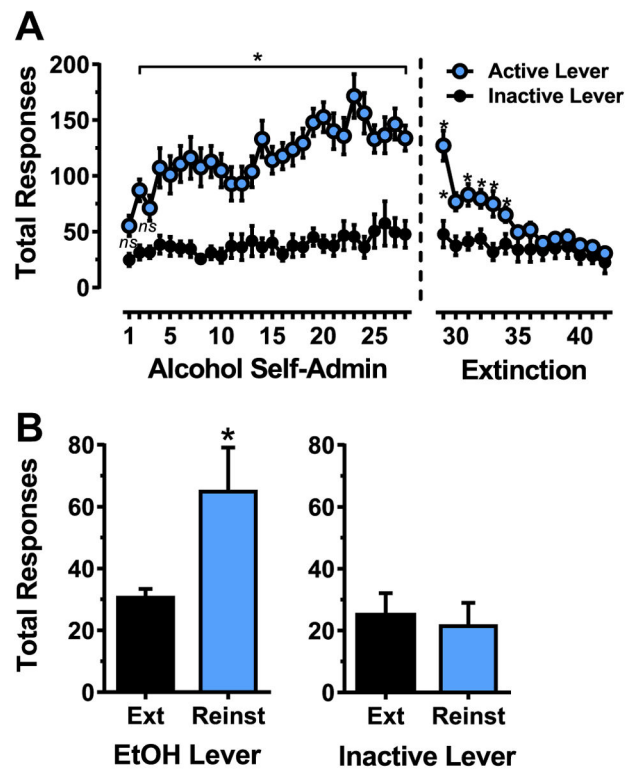 A
*
200
150
100
50
0
Total Responses
ns
ns
Active Lever
Inactive Lever
*
*
* * * *
1 5 10 15 20 25
30 35 40
Alcohol Self-Admin
Extinction
B
*
80
60
40
20
0
Total Responses
Ext Reinst
EtOH Lever
80
60
40
20
0
Ext Reinst
Inactive Lever